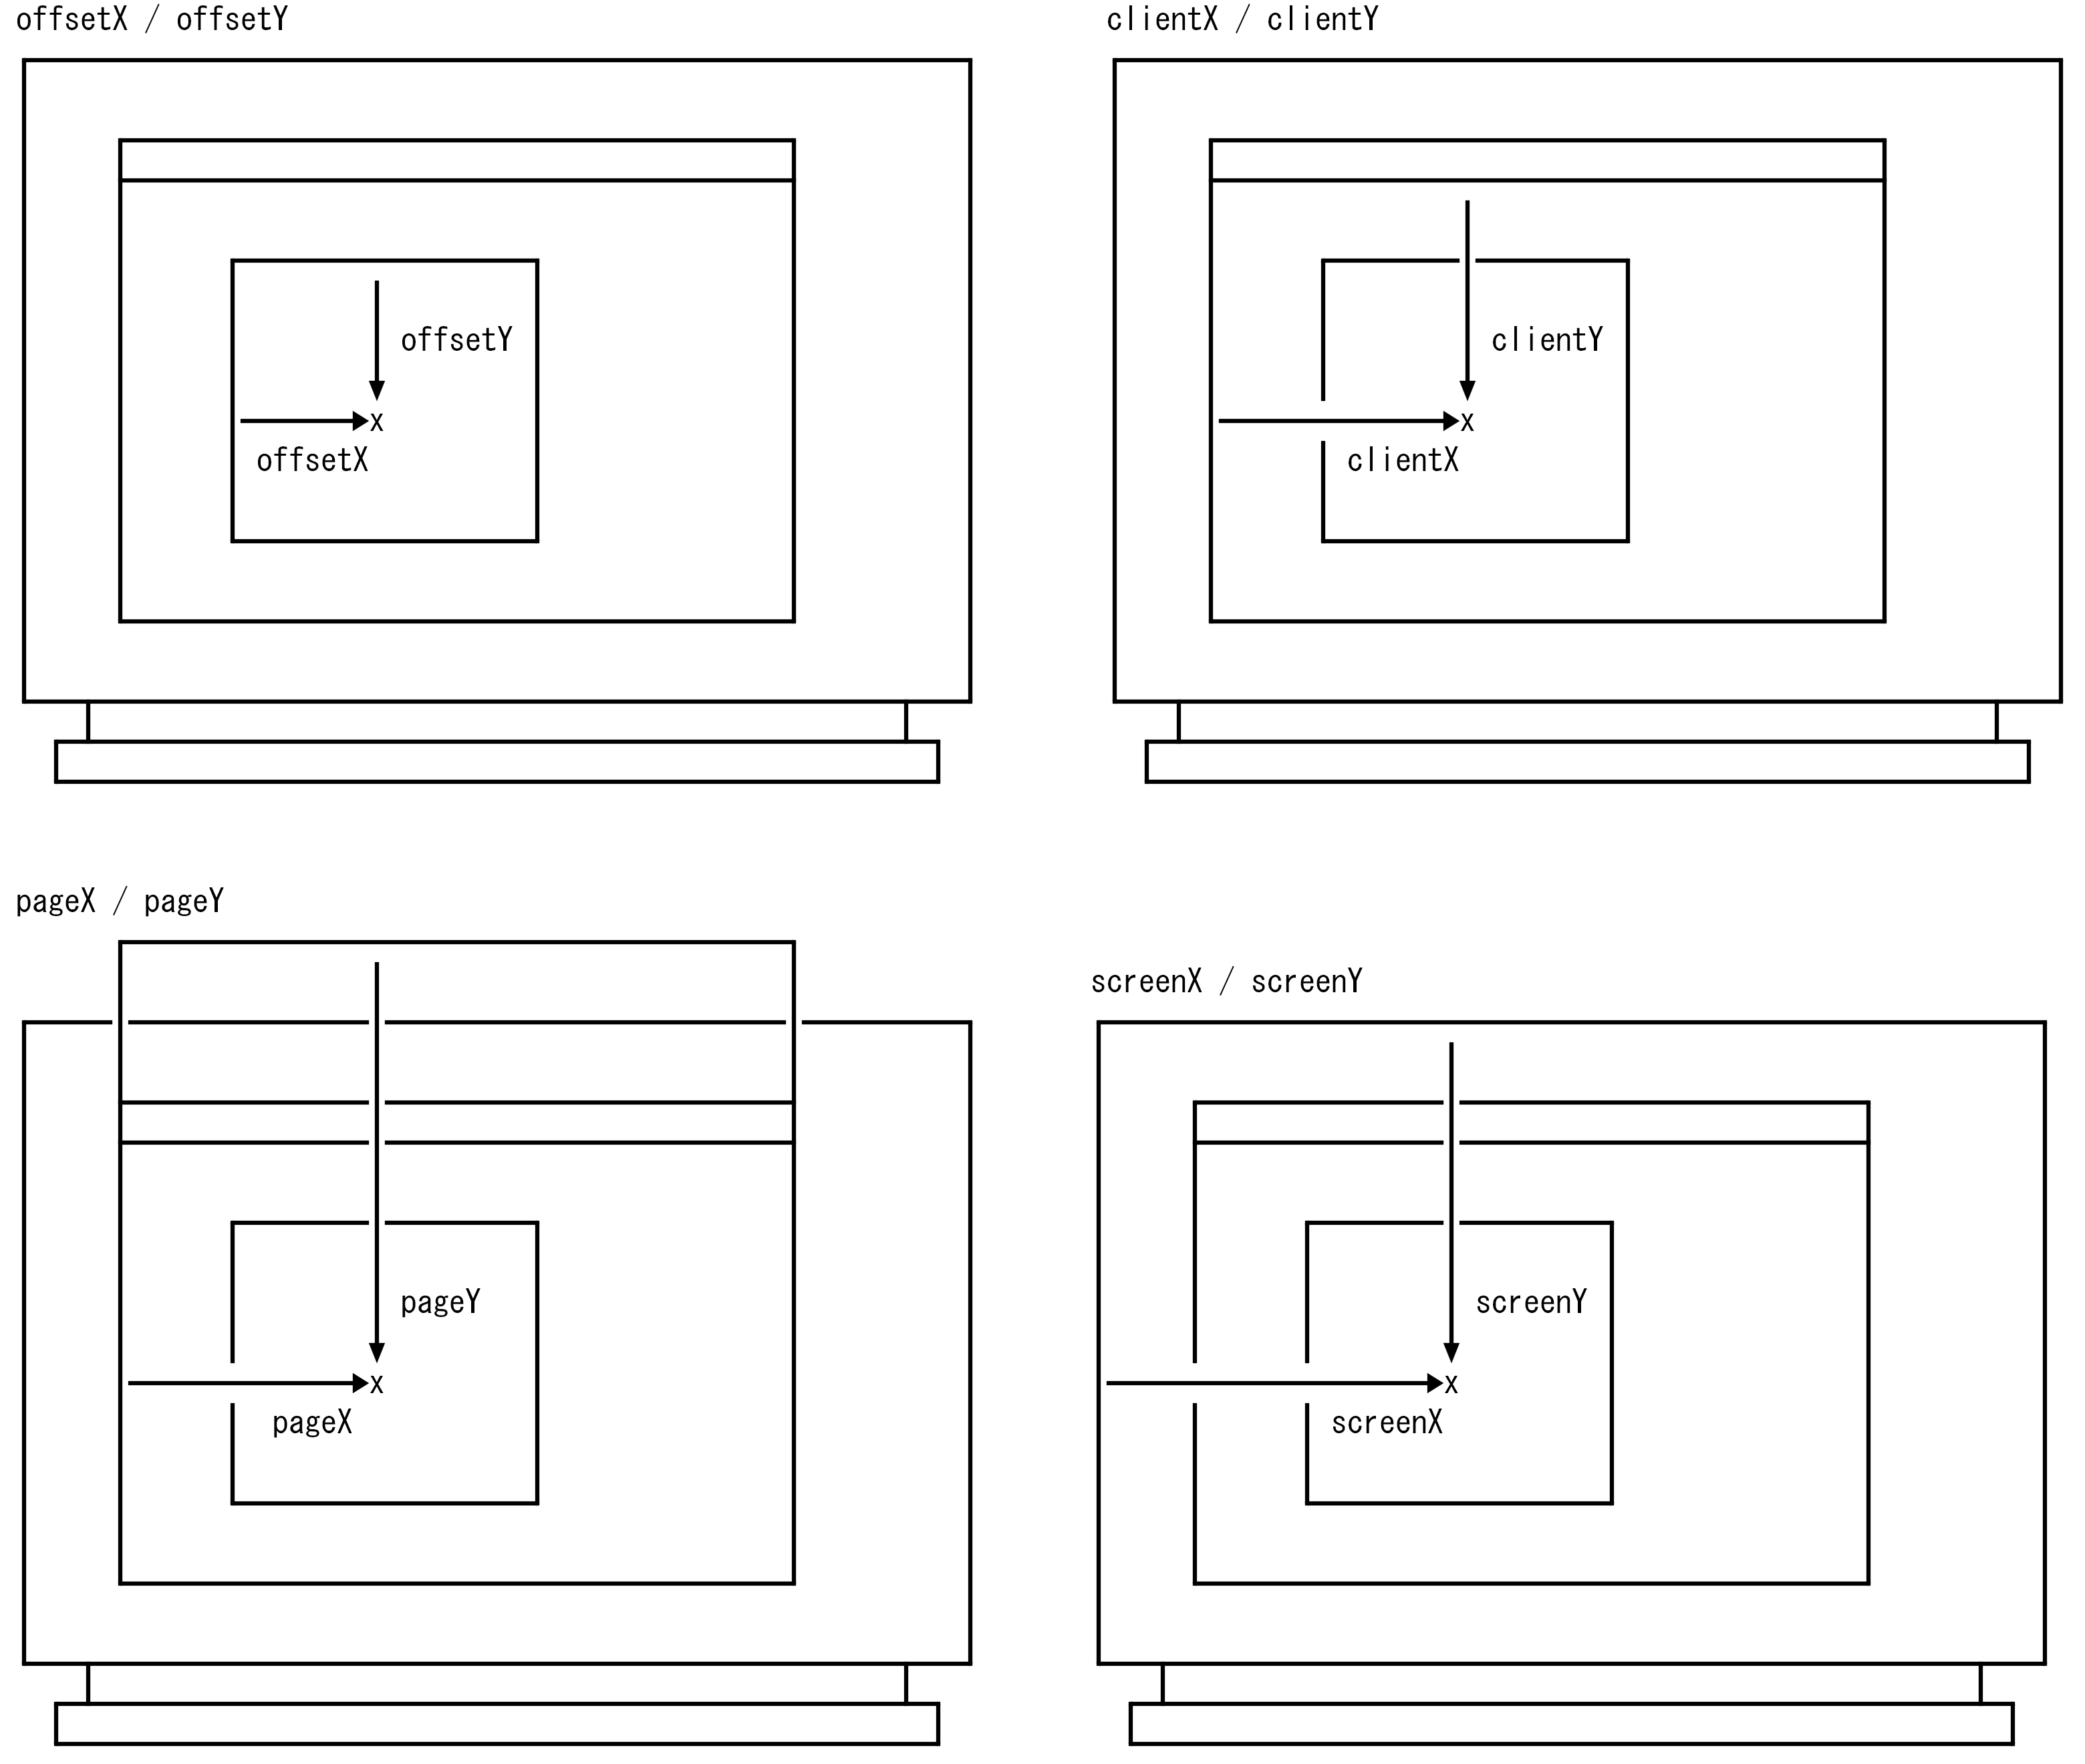 offsetX / offsetY
offsetY
x
offsetX
clientX / clientY
clientY
x
clientX
pageX / pageY
pageY
x
pageX
screenX / screenY
screenY
x
screenX